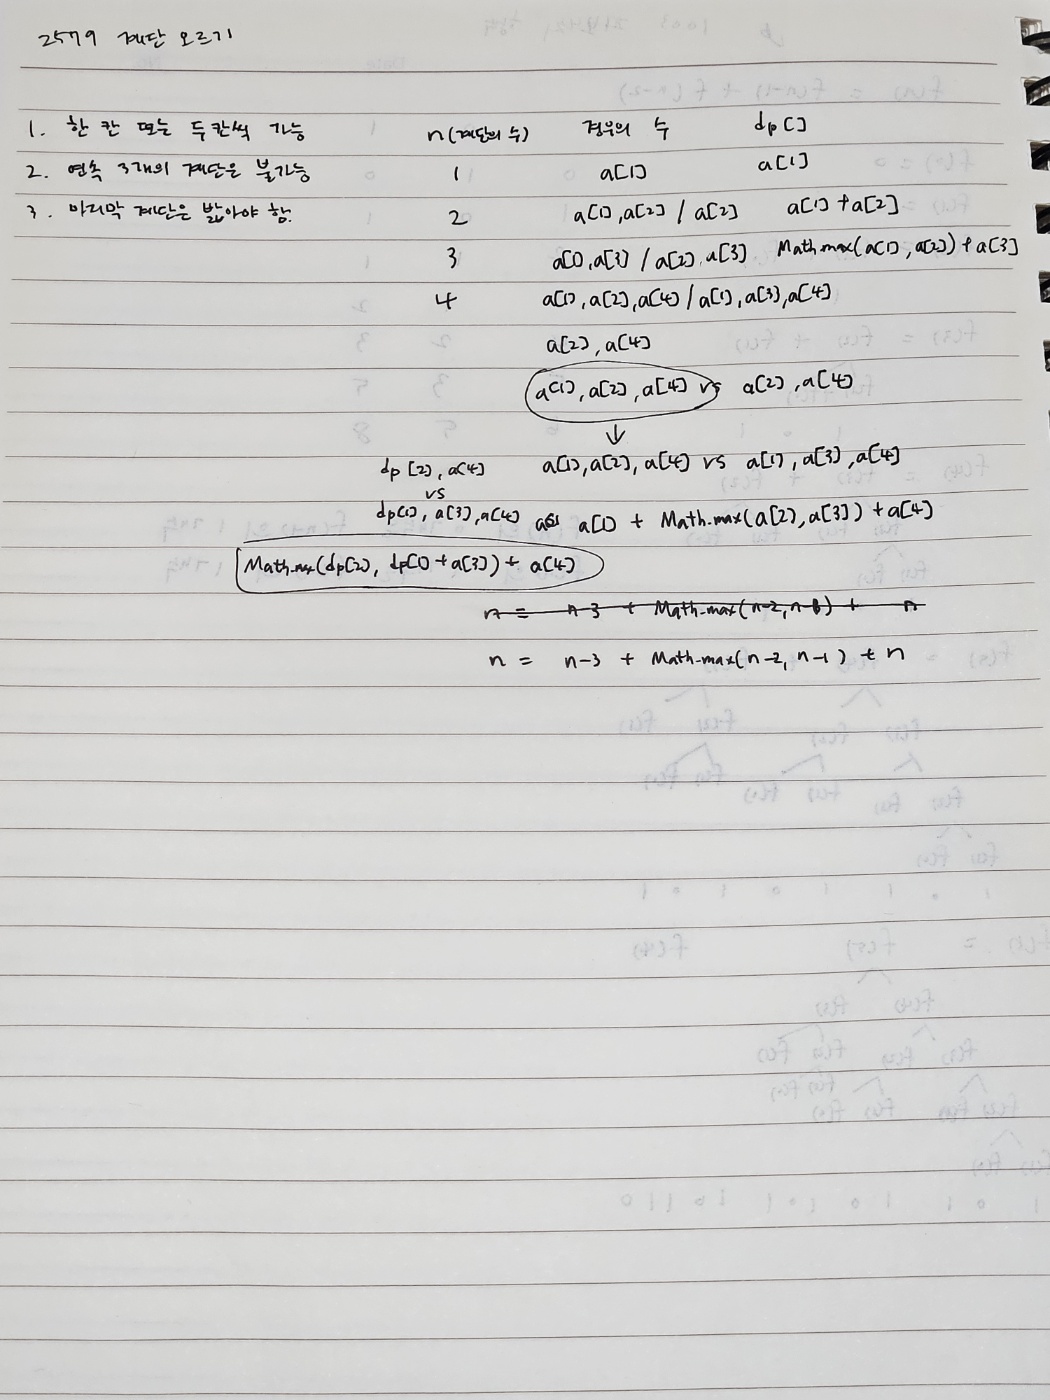 2579 계단 오르기
1. 한 칸 또는 두 칸씩 가능 n(계단의 수) 경우의 수 dp[]
2. 연속 3개의 계단은 불가능 1 a[1] a[1]
3. 마지막 계단은 밟아야 함. 2 a[1],a[2] / a[2] a[1]+a[2]
3 a[1],a[3] / a[2],a[3] Math.max(a[1],a[2])+a[3]
4 a[1],a[2],a[4] / a[1],a[3],a[4]
a[2],a[4]
a[1],a[2],a[4] vs a[2],a[4]
↓
dp[2],a[4] a[1],a[2],a[4] vs a[1],a[3],a[4]
vs
dp[1],a[3],a[4] a[1] + Math.max(a[2],a[3]) + a[4]
Math.max(dp[2], dp[1]+a[3]) + a[4]
n = n-3 + Math.max(n-2, n-1) + n